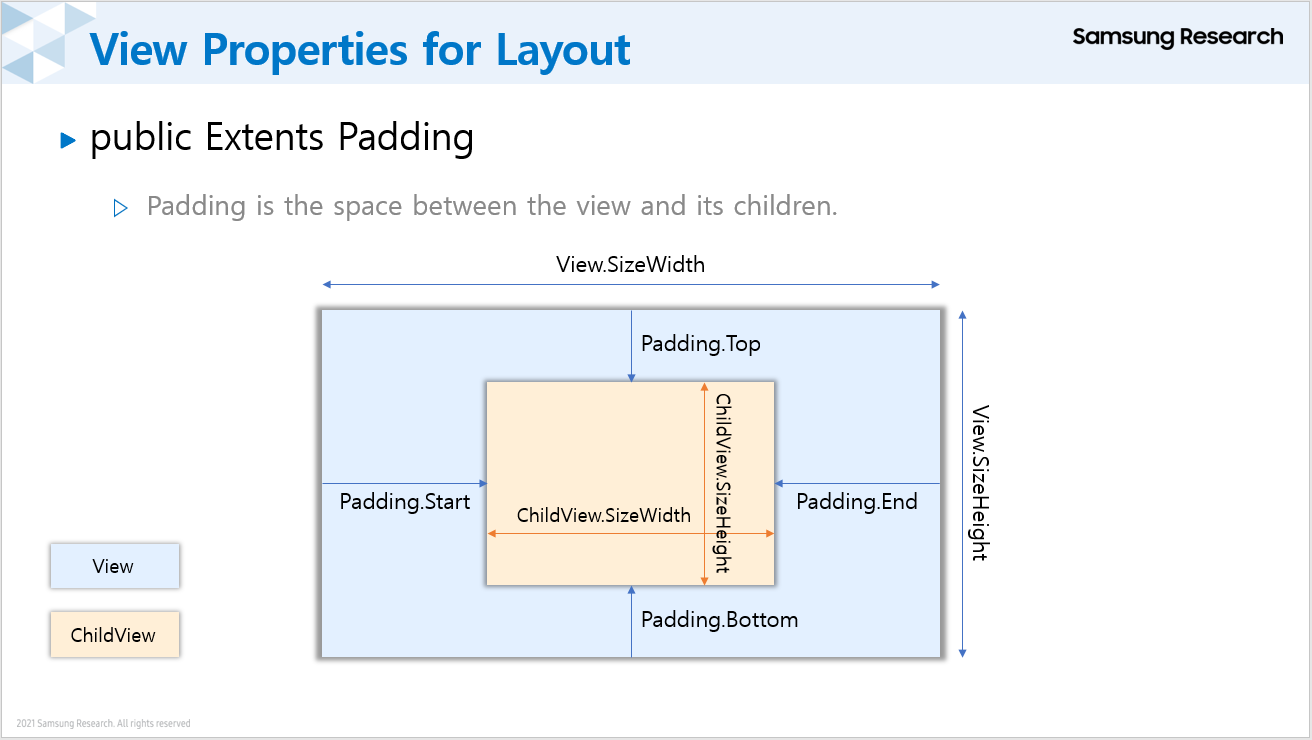 View Properties for Layout
Samsung Research
public Extents Padding
Padding is the space between the view and its children.
View.SizeWidth
Padding.Top
ChildView.SizeHeight
View.SizeHeight
Padding.Start
ChildView.SizeWidth
Padding.End
View
Padding.Bottom
ChildView
2021 Samsung Research. All rights reserved